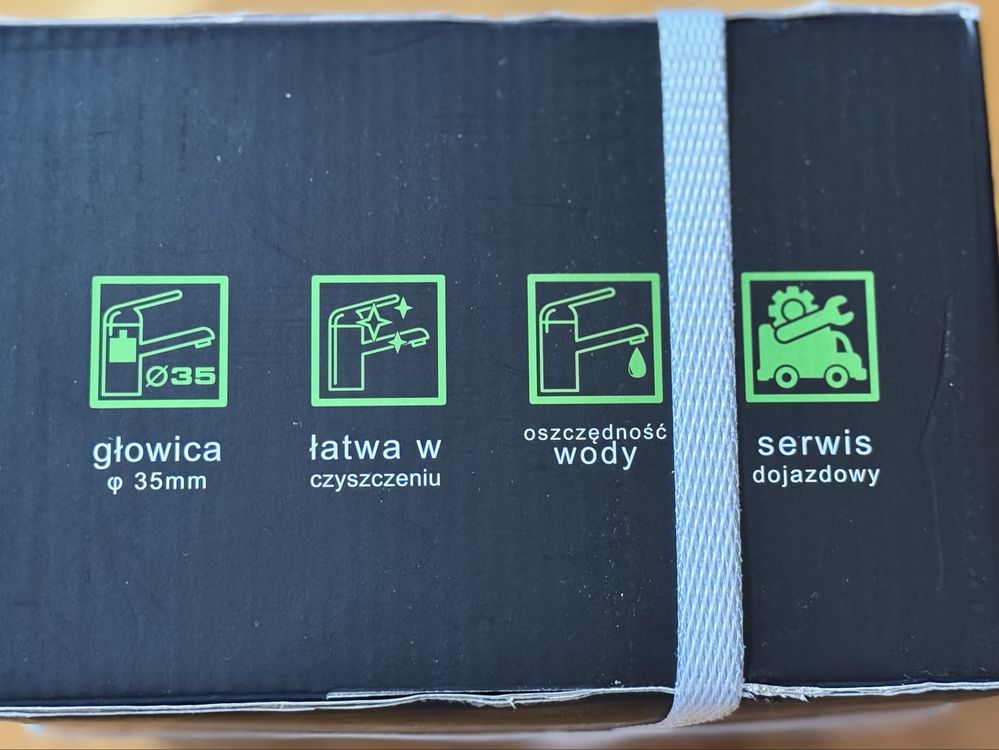 Ø35
głowica
φ 35mm
łatwa w
czyszczeniu
oszczędność
wody
serwis
dojazdowy